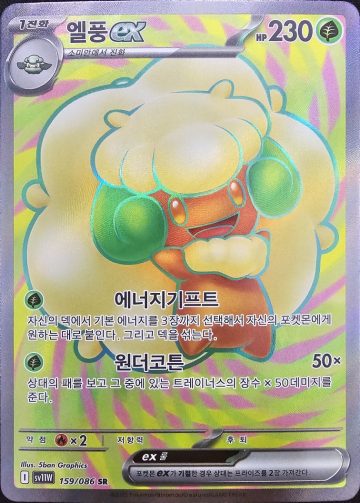 1진화 엘풍 ex HP 230
소미안에서 진화
에너지기프트
자신의 덱에서 기본 에너지를 3장까지 선택해서 자신의 포켓몬에게
원하는 대로 붙인다. 그리고 덱을 섞는다.
원더코튼 50×
상대의 패를 보고 그 중에 있는 트레이너스의 장수 × 50데미지를
준다.
약점 ×2 저항력 후퇴
Illus. 5ban Graphics
ex 룰
포켓몬 ex가 기절한 경우 상대는 프라이즈를 2장 가져간다.
I sv11W 159/086 SR